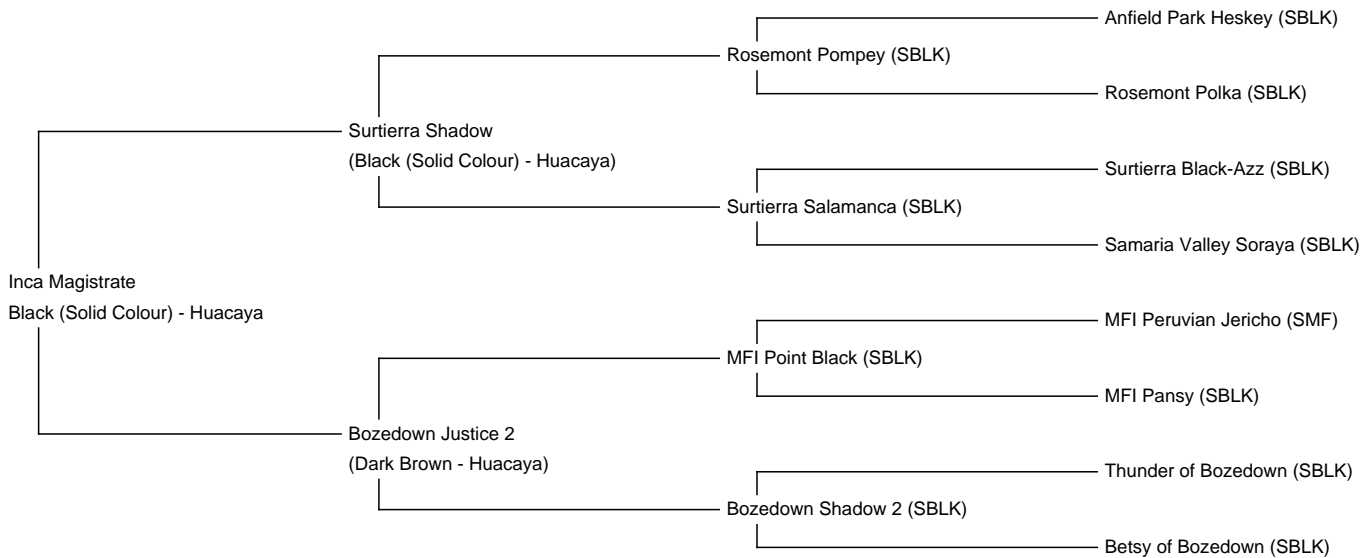 Anfield Park Heskey (SBLK)
Rosemont Pompey (SBLK)
Rosemont Polka (SBLK)
Surtierra Shadow
(Black (Solid Colour) - Huacaya)
Surtierra Black-Azz (SBLK)
Surtierra Salamanca (SBLK)
Samaria Valley Soraya (SBLK)
Inca Magistrate
Black (Solid Colour) - Huacaya
MFI Peruvian Jericho (SMF)
MFI Point Black (SBLK)
MFI Pansy (SBLK)
Bozedown Justice 2
(Dark Brown - Huacaya)
Thunder of Bozedown (SBLK)
Bozedown Shadow 2 (SBLK)
Betsy of Bozedown (SBLK)